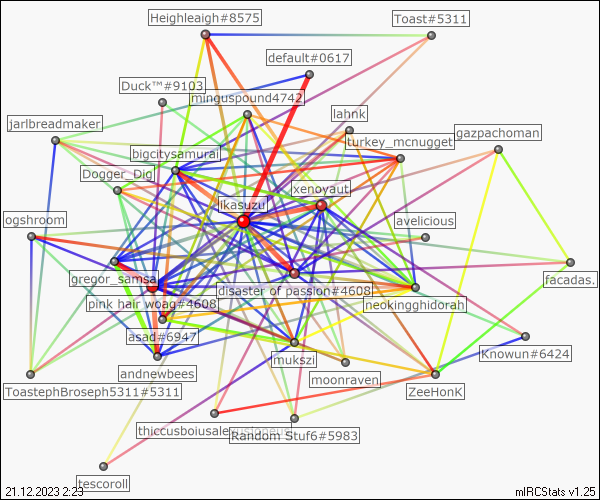 Heighleaigh#8575
Toast#5311
default#0617
Duck™#9103
minguspound4742
lahnk
jarlbreadmaker
turkey_mcnugget
gazpachoman
bigcitysamurai
Dogger_Dig
xenoyaut
ikasuzu
ogshroom
avelicious
gregor_samsa
disaster of passion#4608
facadas.
pink hair woag#4608
neokingghidorah
asad#6947
mukszi
Knowun#6424
andnewbees
moonraven
ToastephBroseph5311#5311
ZeeHonK
Random Stuf6#5983
tescoroll
21.12.2023 2:23
mIRCStats v1.25